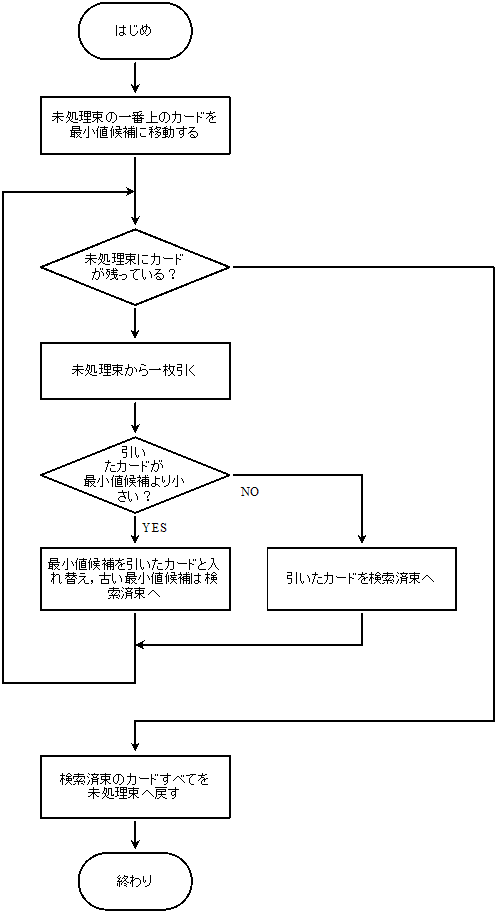 はじめ
未処理束の一番上のカードを
最小値候補に移動する
未処理束にカード
が残っている？
未処理束から一枚引く
引い
たカードが
最小値候補より小
さい？
NO
YES
最小値候補を引いたカードと入
れ替え，古い最小値候補は検
索済束へ
引いたカードを検索済束へ
検索済束のカードすべてを
未処理束へ戻す
終わり